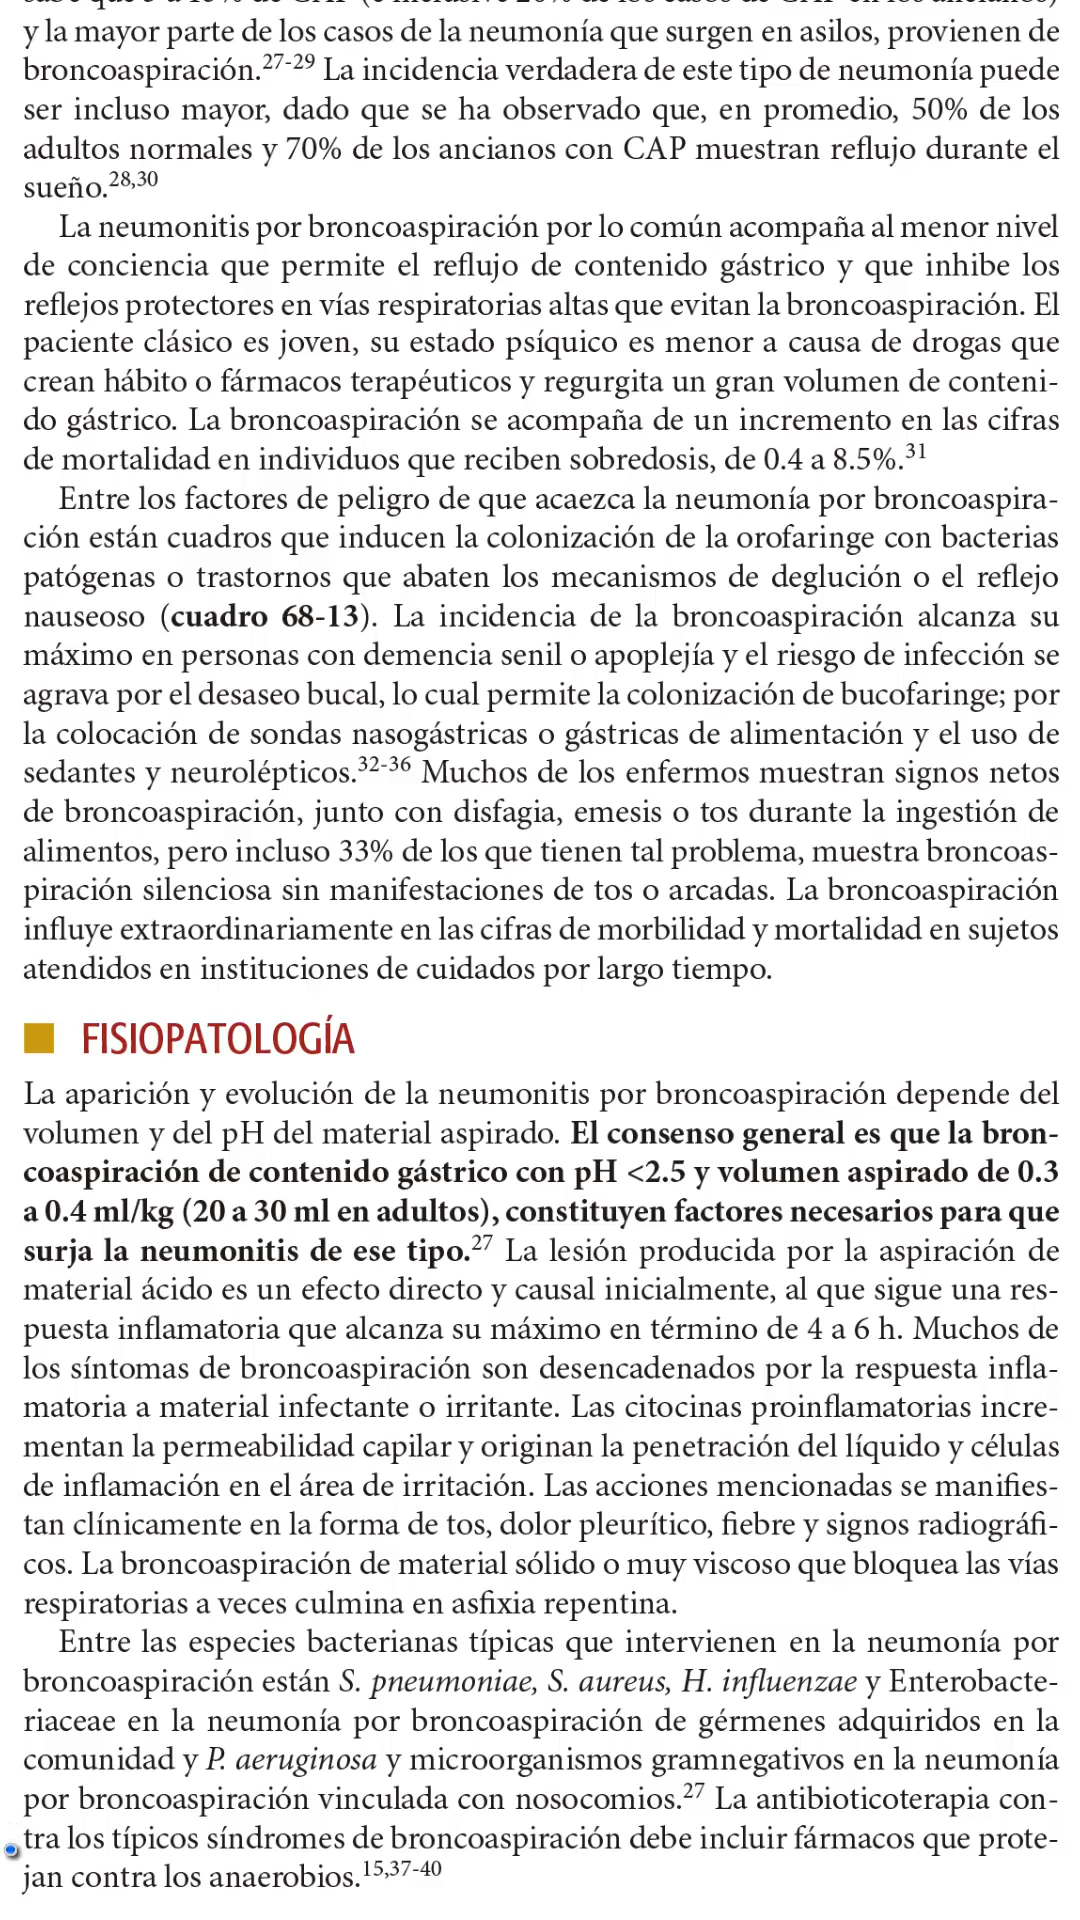 y la mayor parte de los casos de la neumonía que surgen en asilos, provienen de
broncoaspiración.27-29 La incidencia verdadera de este tipo de neumonía puede
ser incluso mayor, dado que se ha observado que, en promedio, 50% de los
adultos normales y 70% de los ancianos con CAP muestran reflujo durante el
sueño.28,30
La neumonitis por broncoaspiración por lo común acompaña al menor nivel
de conciencia que permite el reflujo de contenido gástrico y que inhibe los
reflejos protectores en vías respiratorias altas que evitan la broncoaspiración. El
paciente clásico es joven, su estado psíquico es menor a causa de drogas que
crean hábito o fármacos terapéuticos y regurgita un gran volumen de conteni-
do gástrico. La broncoaspiración se acompaña de un incremento en las cifras
de mortalidad en individuos que reciben sobredosis, de 0.4 a 8.5%.31
Entre los factores de peligro de que acaezca la neumonía por broncoaspira-
ción están cuadros que inducen la colonización de la orofaringe con bacterias
patógenas o trastornos que abaten los mecanismos de deglución o el reflejo
nauseoso (cuadro 68-13). La incidencia de la broncoaspiración alcanza su
máximo en personas con demencia senil o apoplejía y el riesgo de infección se
agrava por el desaseo bucal, lo cual permite la colonización de bucofaringe; por
la colocación de sondas nasogástricas o gástricas de alimentación y el uso de
sedantes y neurolépticos.32-36 Muchos de los enfermos muestran signos netos
de broncoaspiración, junto con disfagia, emesis o tos durante la ingestión de
alimentos, pero incluso 33% de los que tienen tal problema, muestra broncoas-
piración silenciosa sin manifestaciones de tos o arcadas. La broncoaspiración
influye extraordinariamente en las cifras de morbilidad y mortalidad en sujetos
atendidos en instituciones de cuidados por largo tiempo.
FISIOPATOLOGÍA
La aparición y evolución de la neumonitis por broncoaspiración depende del
volumen y del pH del material aspirado. El consenso general es que la bron-
coaspiración de contenido gástrico con pH <2.5 y volumen aspirado de 0.3
a 0.4 ml/kg (20 a 30 ml en adultos), constituyen factores necesarios para que
surja la neumonitis de ese tipo.27 La lesión producida por la aspiración de
material ácido es un efecto directo y causal inicialmente, al que sigue una res-
puesta inflamatoria que alcanza su máximo en término de 4 a 6 h. Muchos de
los síntomas de broncoaspiración son desencadenados por la respuesta infla-
matoria a material infectante o irritante. Las citocinas proinflamatorias incre-
mentan la permeabilidad capilar y originan la penetración del líquido y células
de inflamación en el área de irritación. Las acciones mencionadas se manifies-
tan clínicamente en la forma de tos, dolor pleurítico, fiebre y signos radiográfi-
cos. La broncoaspiración de material sólido o muy viscoso que bloquea las vías
respiratorias a veces culmina en asfixia repentina.
Entre las especies bacterianas típicas que intervienen en la neumonía por
broncoaspiración están S. pneumoniae, S. aureus, H. influenzae y Enterobacte-
riaceae en la neumonía por broncoaspiración de gérmenes adquiridos en la
comunidad y P. aeruginosa y microorganismos gramnegativos en la neumonía
por broncoaspiración vinculada con nosocomios.27 La antibioticoterapia con-
tra los típicos síndromes de broncoaspiración debe incluir fármacos que prote-
jan contra los anaerobios.15,37-40